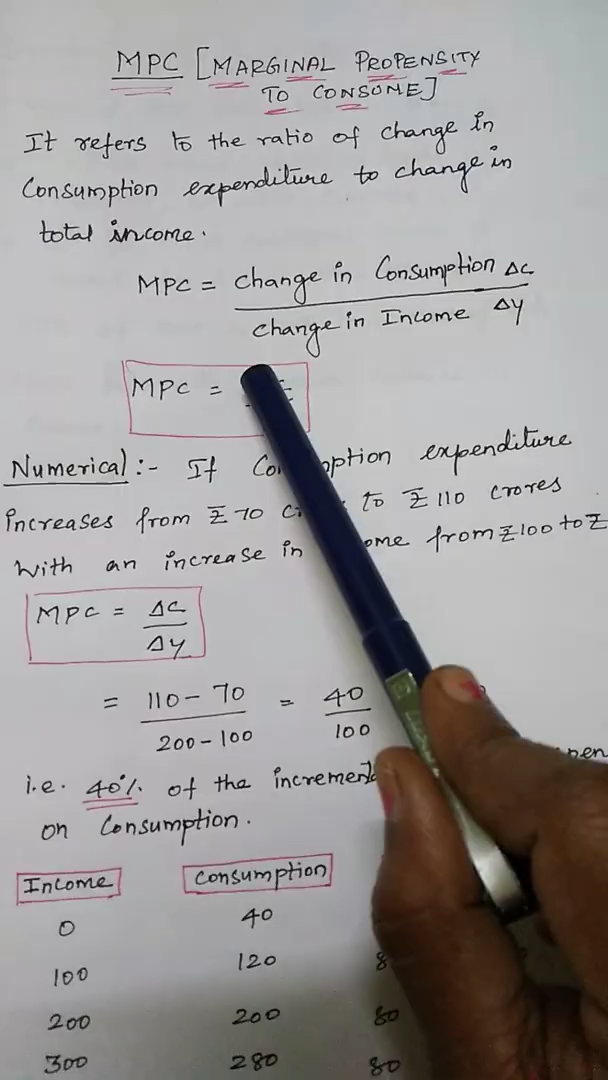 MPC [MARGINAL PROPENSITY
TO CONSUME]
It refers to the ratio of change in
Consumption expenditure to change in
total income.
MPC = change in Consumption ΔC
change in Income ΔY
MPC =
Numerical :- If expenditure
increases from ₹70 to ₹110 crores
With an increase in from ₹100 to ₹
MPC = ΔC
ΔY
= 110 - 70 = 40
200 - 100 100
i.e. 40% of the
on Consumption.
Income Consumption
0 40
100 120
200 200 80
300 280 80